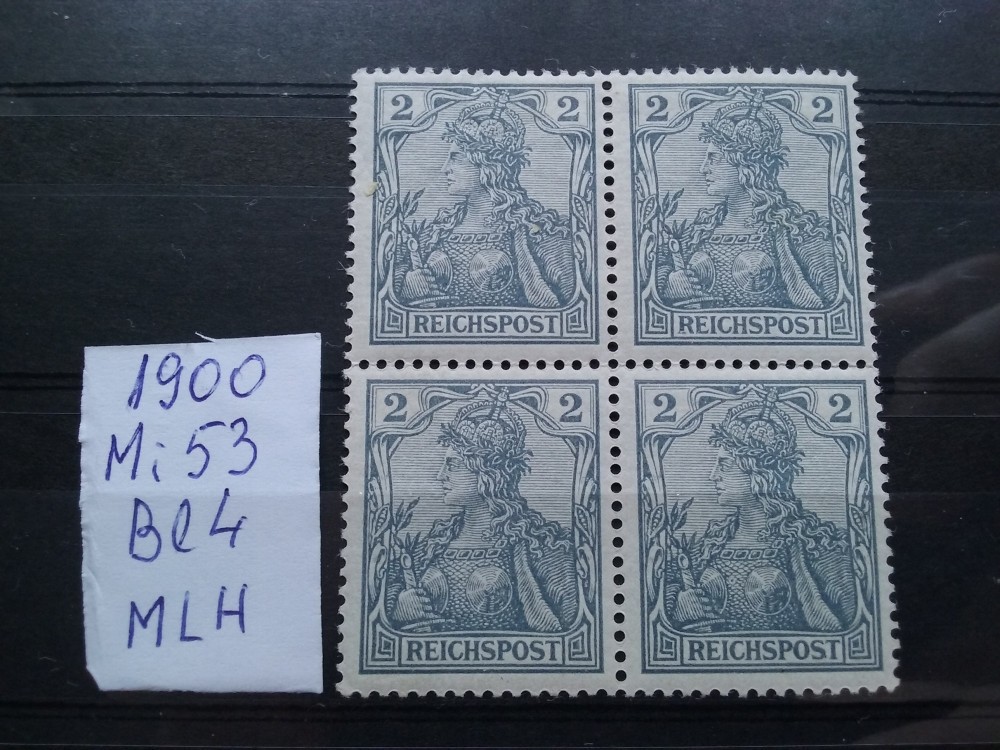 1900
Mi 53
Bl 4
MLH
2 2
REICHSPOST
2 2
REICHSPOST
2 2
REICHSPOST
2 2
REICHSPOST